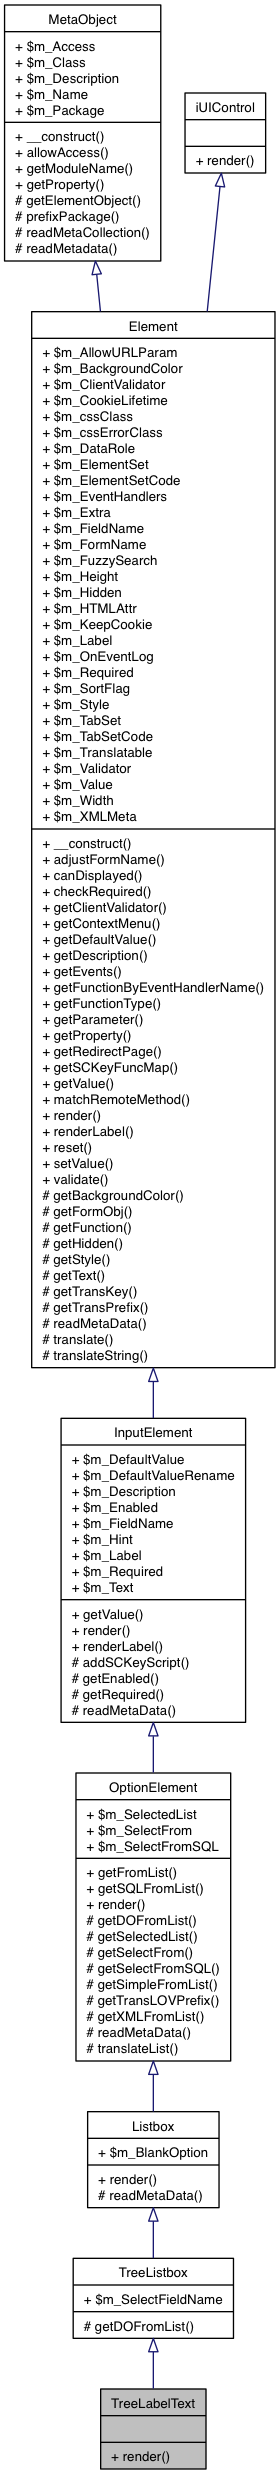 MetaObject
+ $m_Access
+ $m_Class
+ $m_Description
+ $m_Name
+ $m_Package
+ __construct()
+ allowAccess()
+ getModuleName()
+ getProperty()
# getElementObject()
# prefixPackage()
# readMetaCollection()
# readMetadata()
iUIControl
+ render()
Element
+ $m_AllowURLParam
+ $m_BackgroundColor
+ $m_ClientValidator
+ $m_CookieLifetime
+ $m_cssClass
+ $m_cssErrorClass
+ $m_DataRole
+ $m_ElementSet
+ $m_ElementSetCode
+ $m_EventHandlers
+ $m_Extra
+ $m_FieldName
+ $m_FormName
+ $m_FuzzySearch
+ $m_Height
+ $m_Hidden
+ $m_HTMLAttr
+ $m_KeepCookie
+ $m_Label
+ $m_OnEventLog
+ $m_Required
+ $m_SortFlag
+ $m_Style
+ $m_TabSet
+ $m_TabSetCode
+ $m_Translatable
+ $m_Validator
+ $m_Value
+ $m_Width
+ $m_XMLMeta
+ __construct()
+ adjustFormName()
+ canDisplayed()
+ checkRequired()
+ getClientValidator()
+ getContextMenu()
+ getDefaultValue()
+ getDescription()
+ getEvents()
+ getFunctionByEventHandlerName()
+ getFunctionType()
+ getParameter()
+ getProperty()
+ getRedirectPage()
+ getSCKeyFuncMap()
+ getValue()
+ matchRemoteMethod()
+ render()
+ renderLabel()
+ reset()
+ setValue()
+ validate()
# getBackgroundColor()
# getFormObj()
# getFunction()
# getHidden()
# getStyle()
# getText()
# getTransKey()
# getTransPrefix()
# readMetaData()
# translate()
# translateString()
InputElement
+ $m_DefaultValue
+ $m_DefaultValueRename
+ $m_Description
+ $m_Enabled
+ $m_FieldName
+ $m_Hint
+ $m_Label
+ $m_Required
+ $m_Text
+ getValue()
+ render()
+ renderLabel()
# addSCKeyScript()
# getEnabled()
# getRequired()
# readMetaData()
OptionElement
+ $m_SelectedList
+ $m_SelectFrom
+ $m_SelectFromSQL
+ getFromList()
+ getSQLFromList()
+ render()
# getDOFromList()
# getSelectedList()
# getSelectFrom()
# getSelectFromSQL()
# getSimpleFromList()
# getTransLOVPrefix()
# getXMLFromList()
# readMetaData()
# translateList()
Listbox
+ $m_BlankOption
+ render()
# readMetaData()
TreeListbox
+ $m_SelectFieldName
# getDOFromList()
TreeLabelText
+ render()